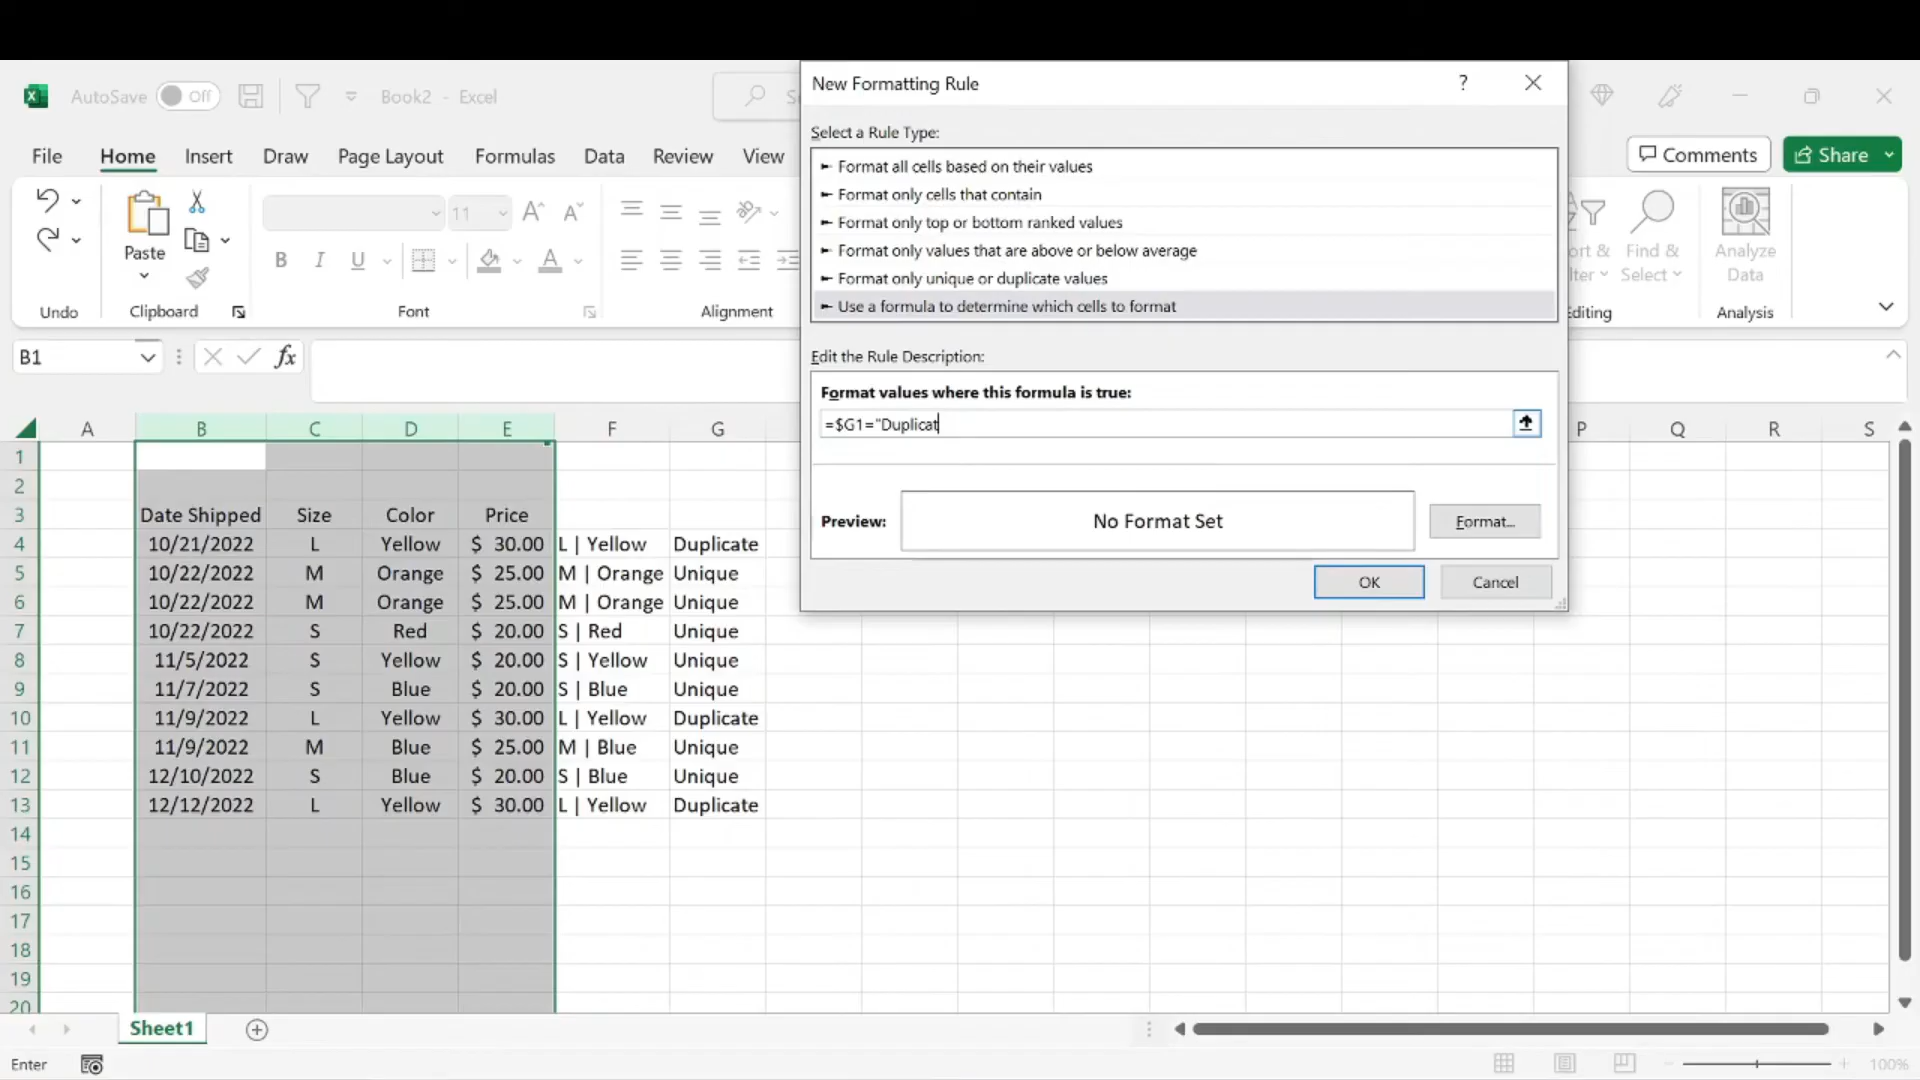 AutoSave Off Book2 - Excel
New Formatting Rule ?
File Home Insert Draw Page Layout Formulas Data Review View
Comments Share
Select a Rule Type:
► Format all cells based on their values
► Format only cells that contain
► Format only top or bottom ranked values
► Format only values that are above or below average
► Format only unique or duplicate values
► Use a formula to determine which cells to format
Paste
11 A A
B I U A
Find &
Select
Analyze
Data
Undo Clipboard Font Alignment Editing Analysis
B1 fx
Edit the Rule Description:
Format values where this formula is true:
=$G1="Duplicat
Preview: No Format Set Format...
OK Cancel
A B C D E F G P Q R S
1
2
3 Date Shipped Size Color Price
4 10/21/2022 L Yellow $ 30.00 L | Yellow Duplicate
5 10/22/2022 M Orange $ 25.00 M | Orange Unique
6 10/22/2022 M Orange $ 25.00 M | Orange Unique
7 10/22/2022 S Red $ 20.00 S | Red Unique
8 11/5/2022 S Yellow $ 20.00 S | Yellow Unique
9 11/7/2022 S Blue $ 20.00 S | Blue Unique
10 11/9/2022 L Yellow $ 30.00 L | Yellow Duplicate
11 11/9/2022 M Blue $ 25.00 M | Blue Unique
12 12/10/2022 S Blue $ 20.00 S | Blue Unique
13 12/12/2022 L Yellow $ 30.00 L | Yellow Duplicate
14
15
16
17
18
19
20
Sheet1
Enter 100%